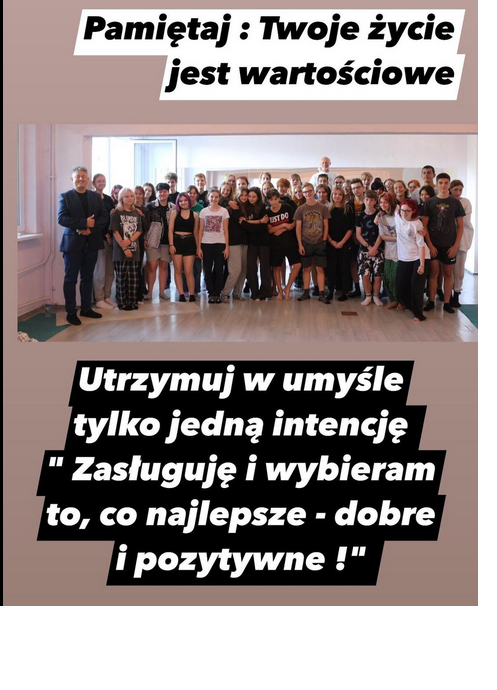 Pamiętaj : Twoje życie
jest wartościowe
JUST DO
Utrzymuj w umyśle
tylko jedną intencję
" Zasługuję i wybieram
to, co najlepsze - dobre
i pozytywne !"